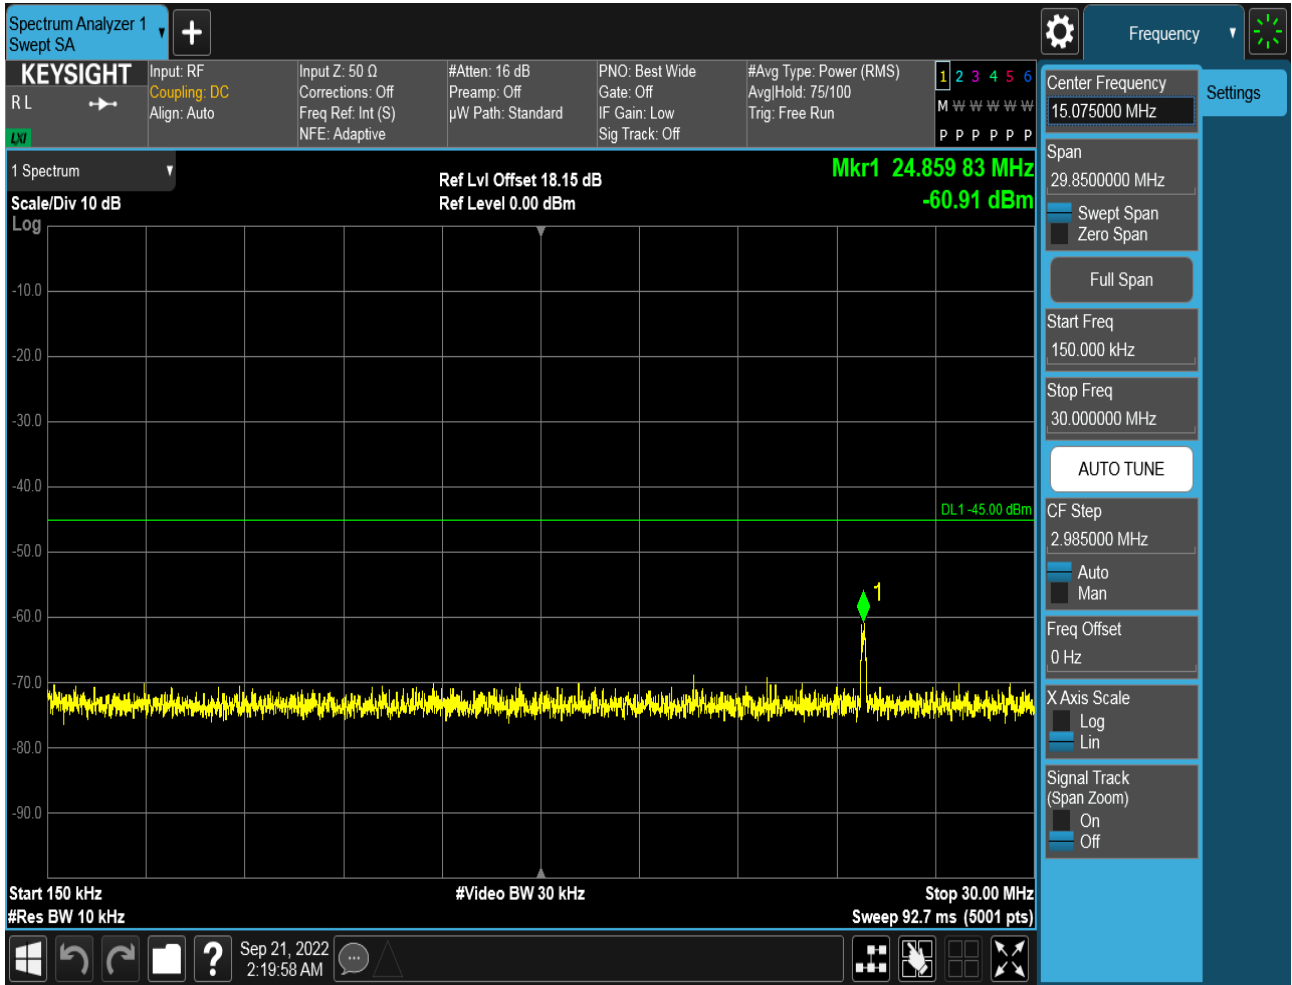 Spectrum Analyzer 1
Swept SA
Frequency
KEYSIGHT
R L
LXI
Input: RF
Coupling: DC
Align: Auto
Input Z: 50 Ω
Corrections: Off
Freq Ref: Int (S)
NFE: Adaptive
#Atten: 16 dB
Preamp: Off
µW Path: Standard
PNO: Best Wide
Gate: Off
IF Gain: Low
Sig Track: Off
#Avg Type: Power (RMS)
Avg|Hold: 75/100
Trig: Free Run
1 2 3 4 5 6
M W W W W W
P P P P P P
1 Spectrum
Scale/Div 10 dB
Log
Ref Lvl Offset 18.15 dB
Ref Level 0.00 dBm
Mkr1 24.859 83 MHz
-60.91 dBm
-10.0
-20.0
-30.0
-40.0
DL1 -45.00 dBm
-50.0
1
-60.0
-70.0
-80.0
-90.0
Start 150 kHz
#Video BW 30 kHz
Stop 30.00 MHz
#Res BW 10 kHz
Sweep 92.7 ms (5001 pts)
Center Frequency
15.075000 MHz
Settings
Span
29.8500000 MHz
Swept Span
Zero Span
Full Span
Start Freq
150.000 kHz
Stop Freq
30.000000 MHz
AUTO TUNE
CF Step
2.985000 MHz
Auto
Man
Freq Offset
0 Hz
X Axis Scale
Log
Lin
Signal Track
(Span Zoom)
On
Off
?
Sep 21, 2022
2:19:58 AM